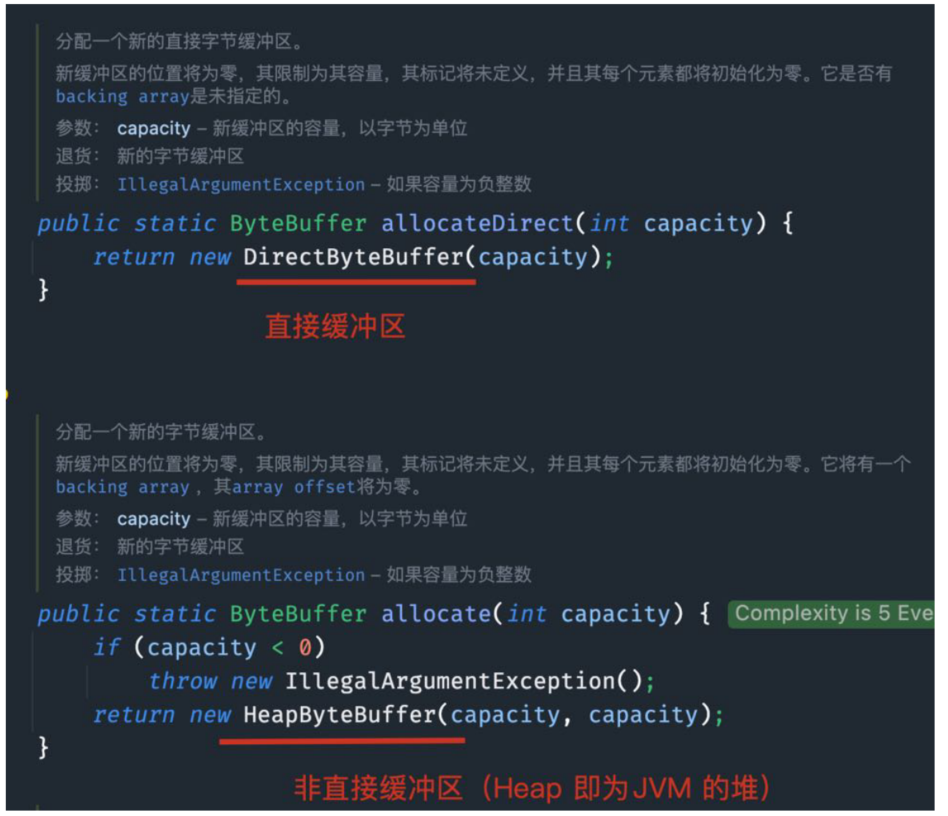 分配一个新的直接字节缓冲区。
新缓冲区的位置将为零，其限制为其容量，其标记将未定义，并且其每个元素都将初始化为零。它是否有
backing array是未指定的。
参数： capacity – 新缓冲区的容量，以字节为单位
退货： 新的字节缓冲区
投掷： IllegalArgumentException – 如果容量为负整数
public static ByteBuffer allocateDirect(int capacity) {
return new DirectByteBuffer(capacity);
}
直接缓冲区
分配一个新的字节缓冲区。
新缓冲区的位置将为零，其限制为其容量，其标记将未定义，并且其每个元素都将初始化为零。它将有一个
backing array ，其array offset将为零。
参数： capacity – 新缓冲区的容量，以字节为单位
退货： 新的字节缓冲区
投掷： IllegalArgumentException – 如果容量为负整数
public static ByteBuffer allocate(int capacity) { Complexity is 5 Eve
if (capacity < 0)
throw new IllegalArgumentException();
return new HeapByteBuffer(capacity, capacity);
}
非直接缓冲区（Heap 即为JVM 的堆）